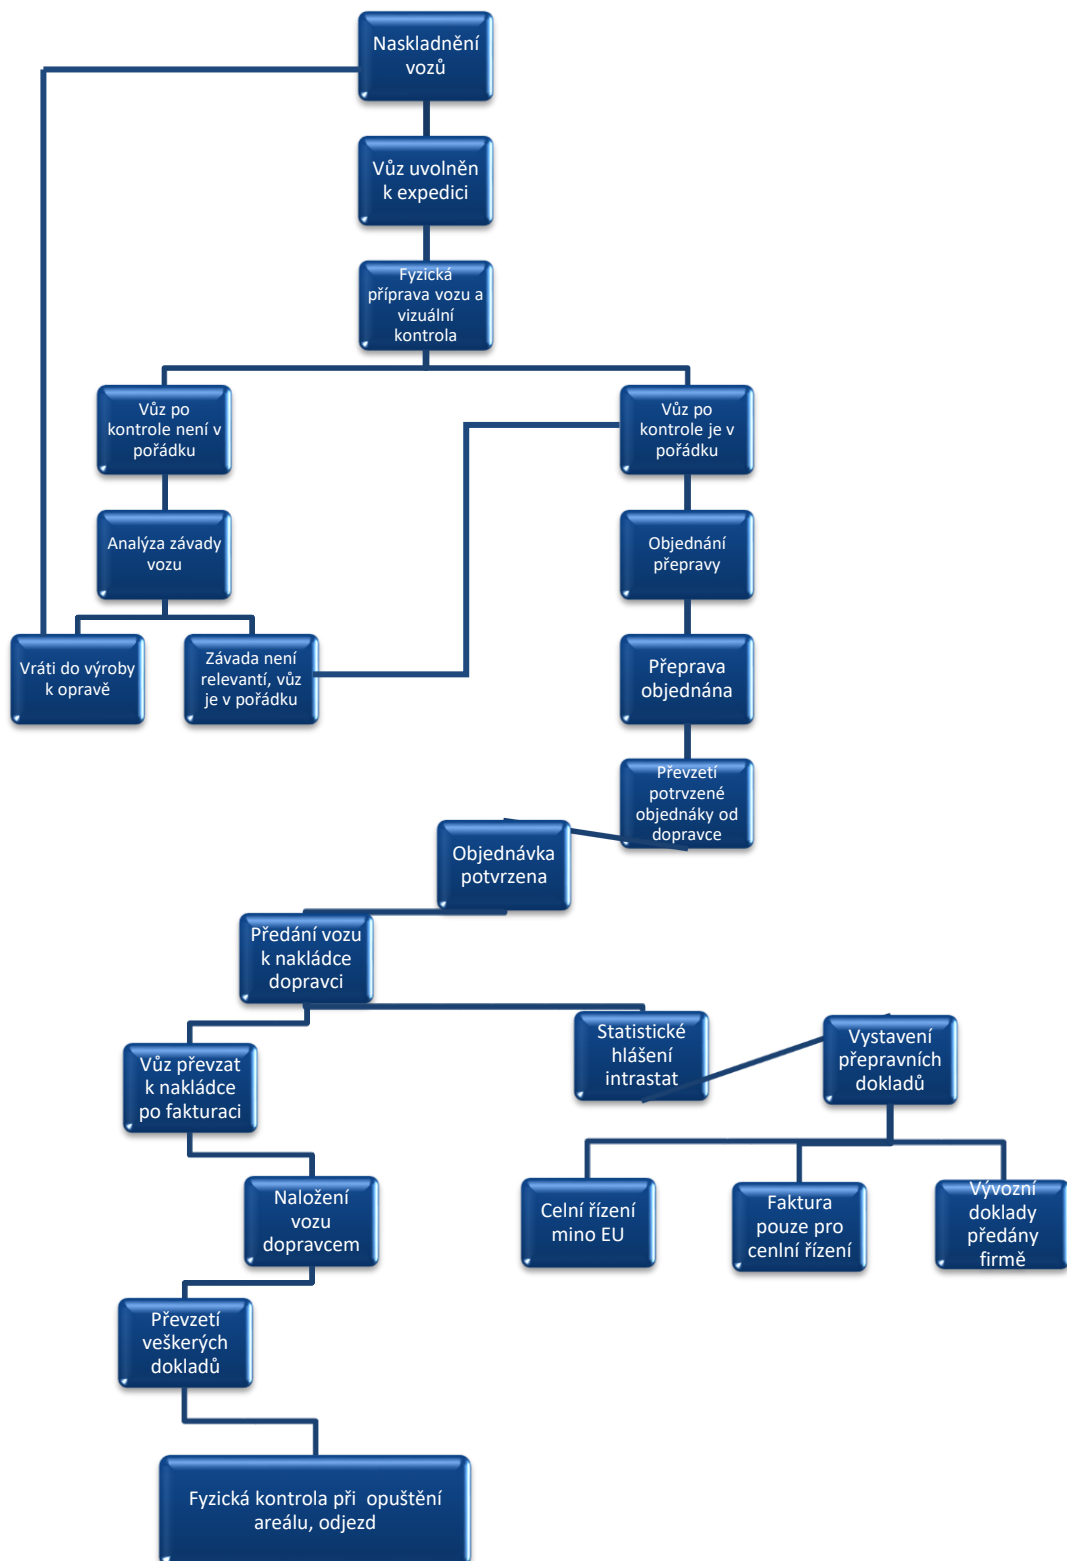 Naskladnění
vozů
Vůz uvolněn
k expedici
Fyzická
příprava vozu a
vizuální
kontrola
Vůz po
kontrole není v
pořádku
Vůz po
kontrole je v
pořádku
Analýza závady
vozu
Objednání
přepravy
Vráti do výroby
k opravě
Závada není
relevantí, vůz
je v pořádku
Přeprava
objednána
Převzetí
potrvzené
objednáky od
dopravce
Objednávka
potvrzena
Předání vozu
k nakládce
dopravci
Statistické
hlášení
intrastat
Vystavení
přepravních
dokladů
Vůz převzat
k nakládce
po fakturaci
Naložení
vozu
dopravcem
Celní řízení
mino EU
Faktura
pouze pro
cenlní řízení
Vývozní
doklady
předány
firmě
Převzetí
veškerých
dokladů
Fyzická kontrola při  opuštění
areálu, odjezd